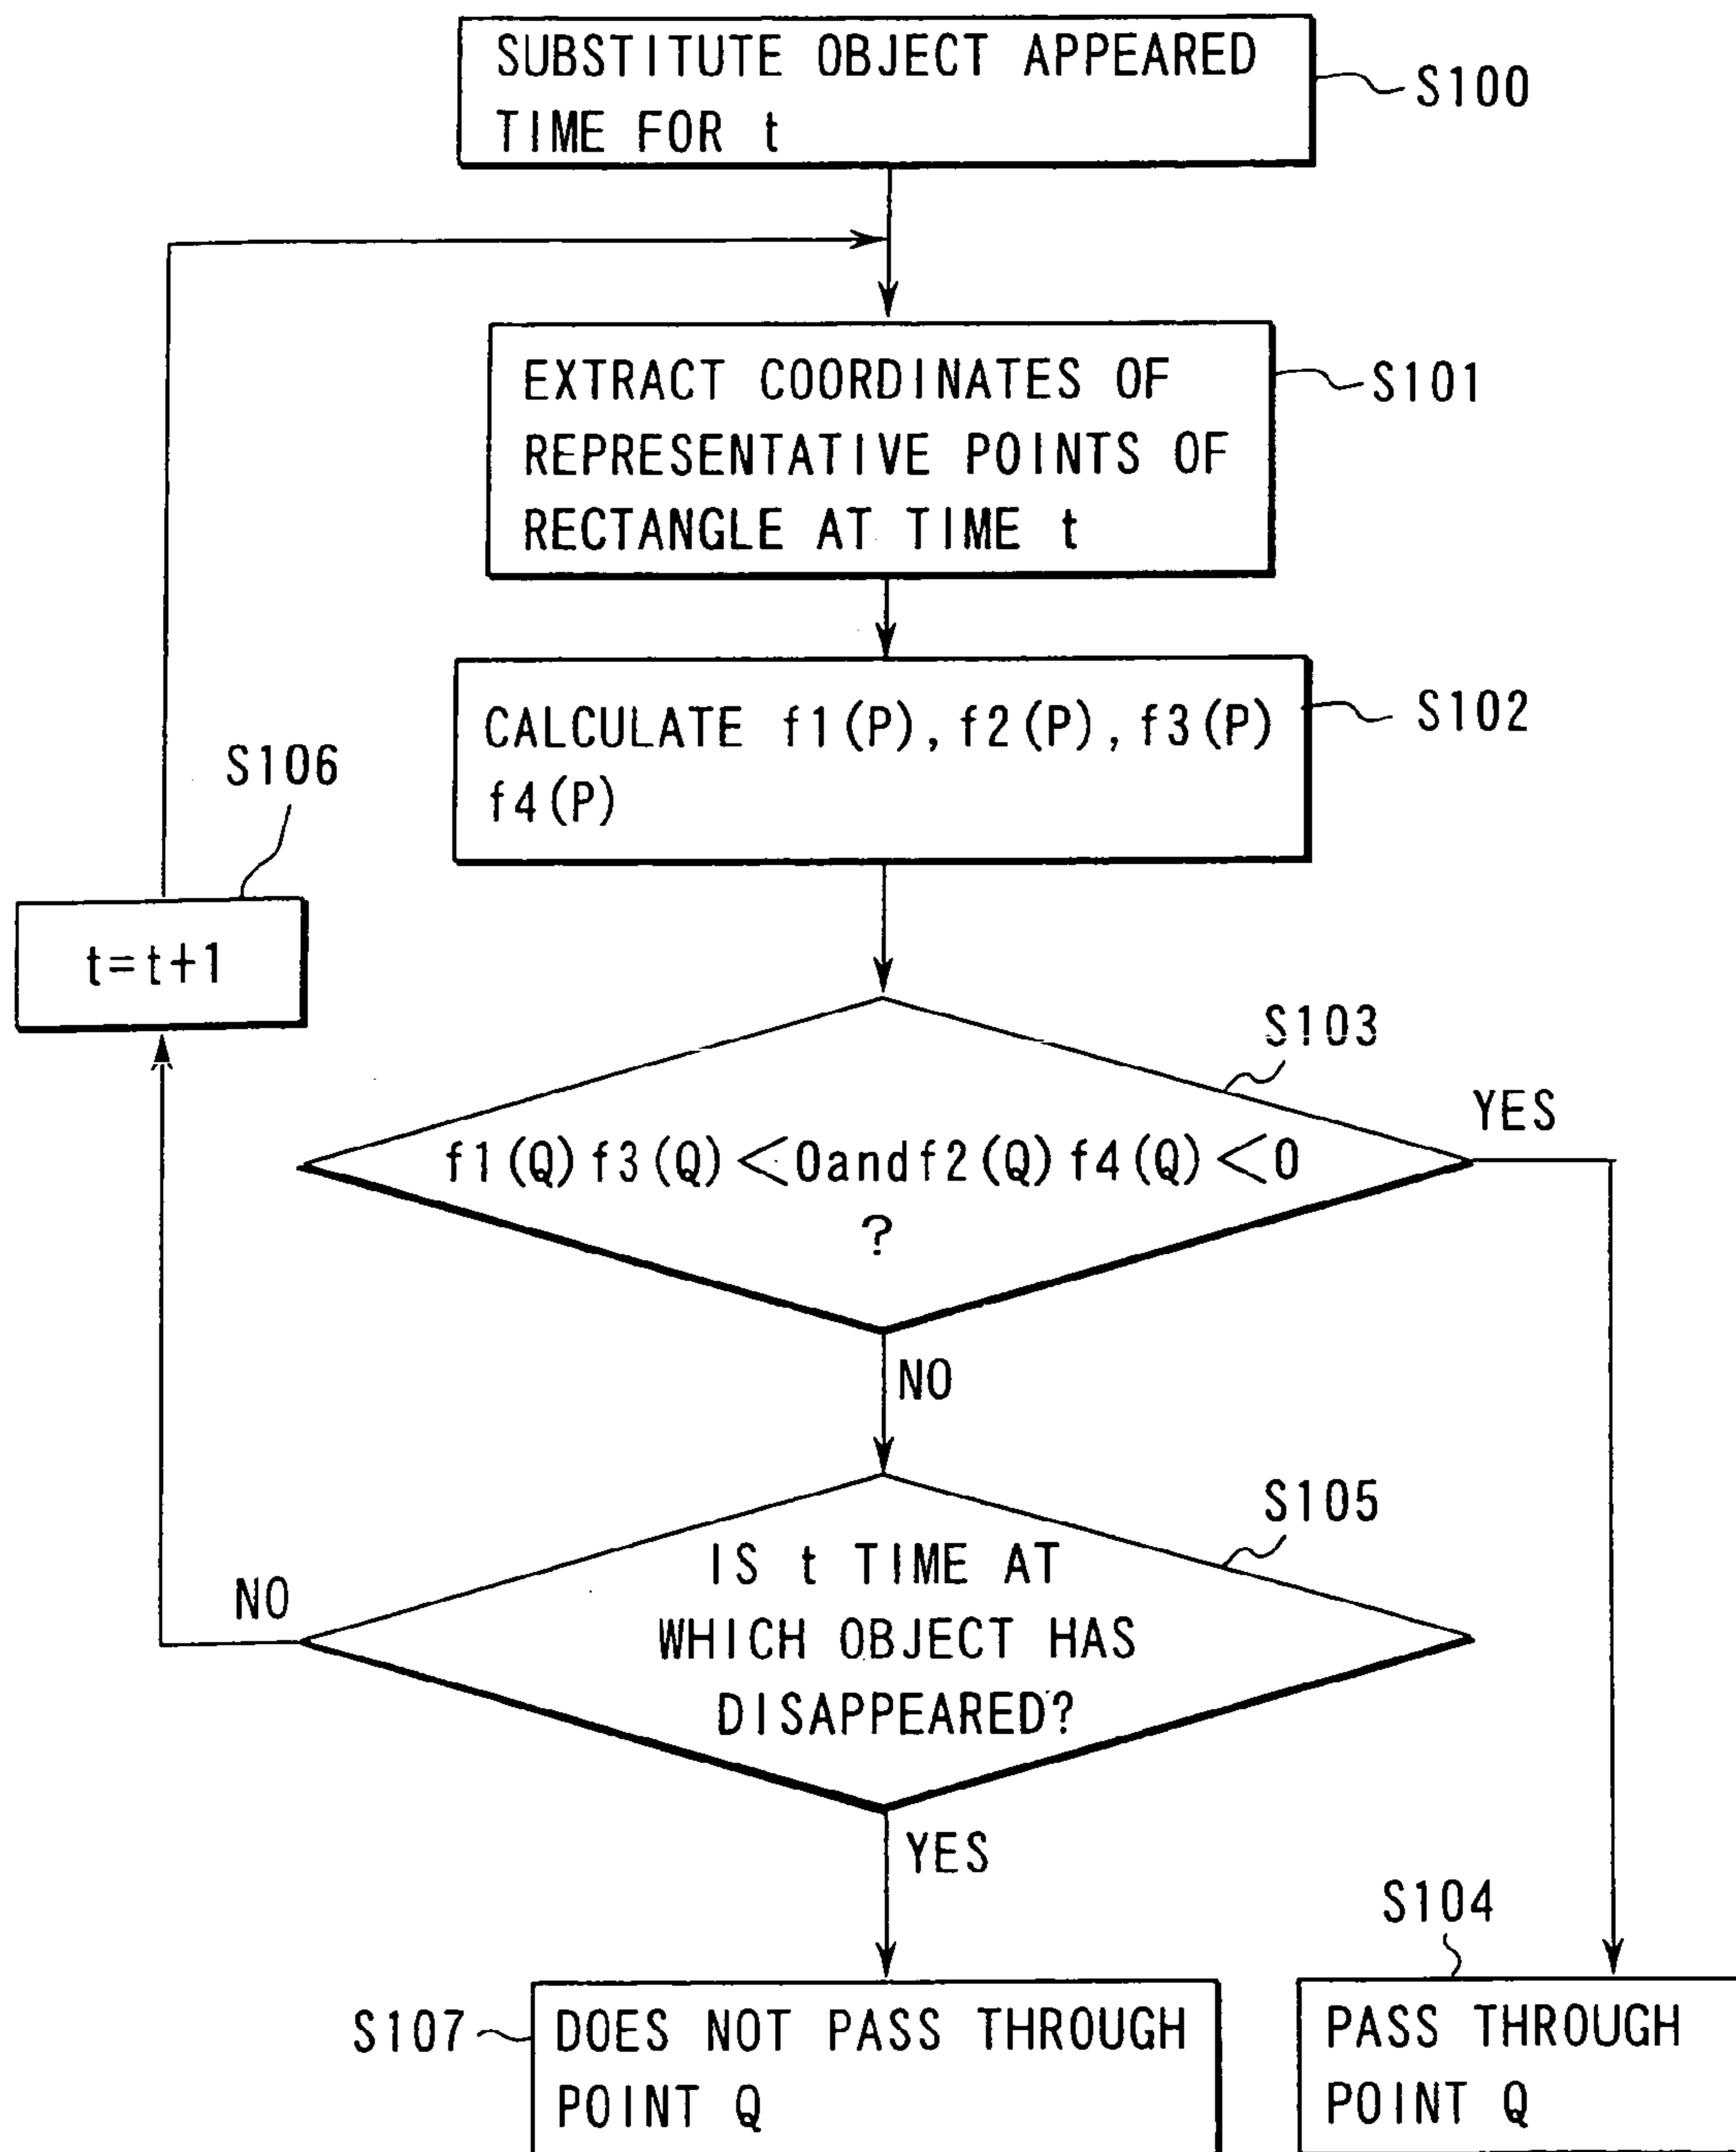 SUBSTITUTE OBJECT APPEARED
TIME FOR t
S100
EXTRACT COORDINATES OF
REPRESENTATIVE POINTS OF
RECTANGLE AT TIME t
S101
CALCULATE f1(P), f2(P), f3(P)
f4(P)
S102
S106
t=t+1
S103
f1(Q)f3(Q)<0andf2(Q)f4(Q)<0
?
YES
NO
S105
IS t TIME AT
WHICH OBJECT HAS
DISAPPEARED?
NO
YES
S104
S107
DOES NOT PASS THROUGH
POINT Q
PASS THROUGH
POINT Q